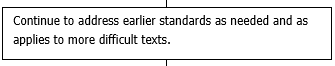 Continue to address earlier standards as needed and as
applies to more difficult texts.